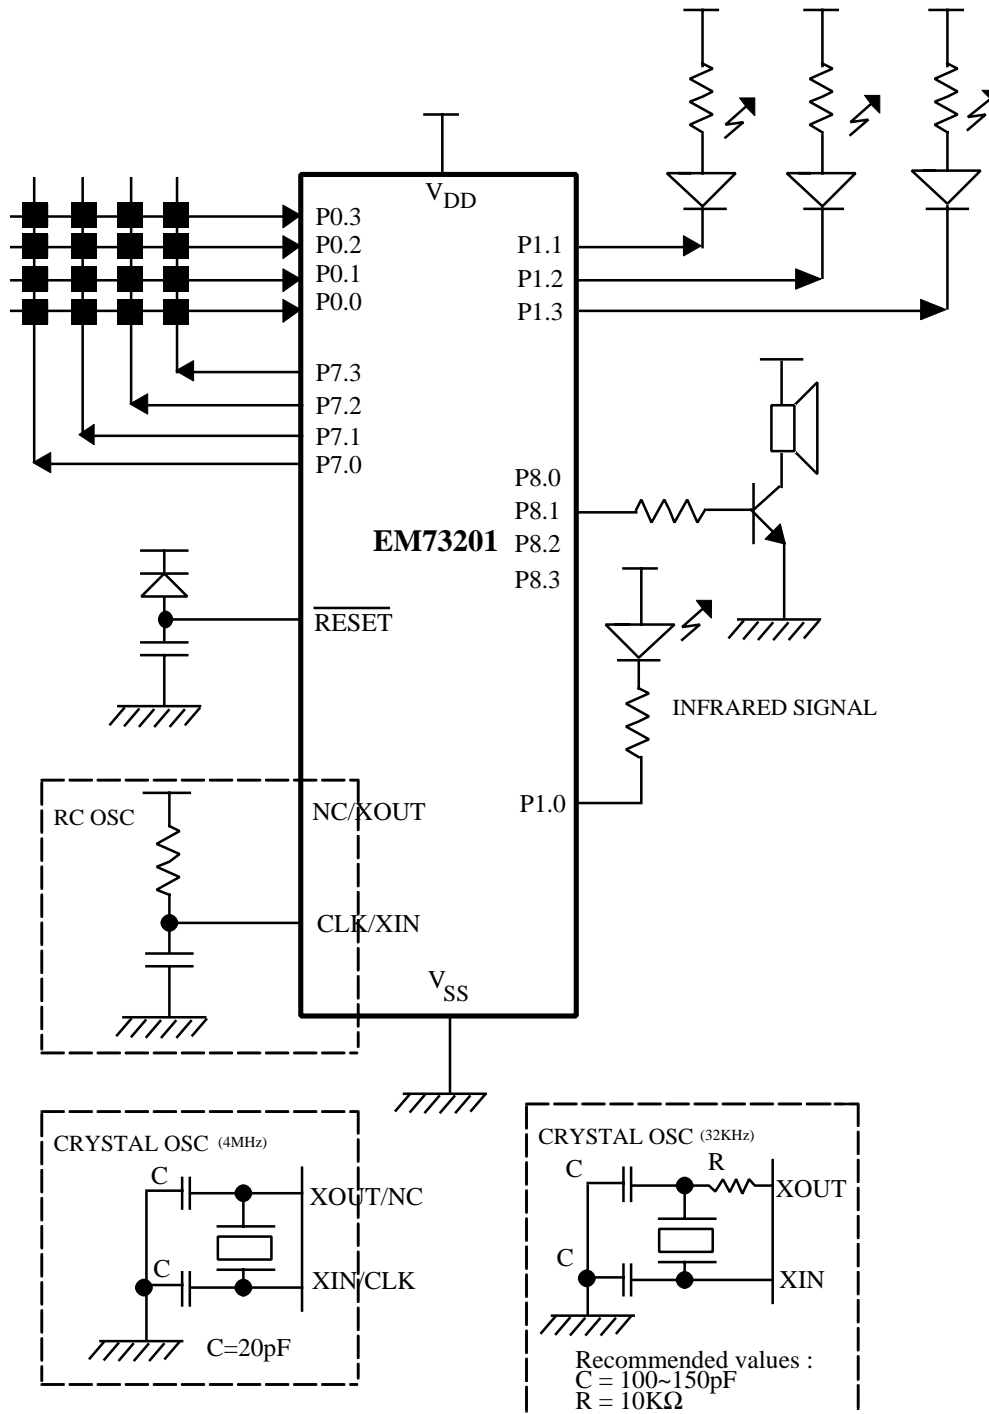 VDD
P0.3
P0.2
P0.1
P0.0
P7.3
P7.2
P7.1
P7.0
P1.1
P1.2
P1.3
P8.0
P8.1
P8.2
P8.3
EM73201
RESET
INFRARED SIGNAL
P1.0
RC OSC
NC/XOUT
CLK/XIN
VSS
CRYSTAL OSC (4MHz)
C
XOUT/NC
C
XIN/CLK
C=20pF
CRYSTAL OSC (32KHz)
C
R
XOUT
C
XIN
Recommended values :
C = 100~150pF
R = 10KΩ